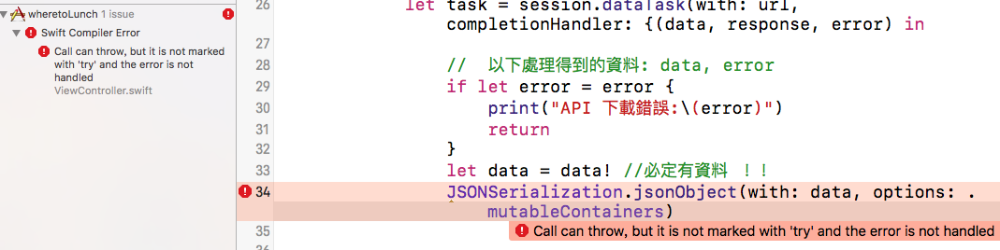 wheretoLunch 1 issue
Swift Compiler Error
Call can throw, but it is not marked
with 'try' and the error is not
handled
ViewController.swift
26 let task = session.dataTask(with: url,
completionHandler: {(data, response, error) in
27
28 // 以下處理得到的資料: data, error
29 if let error = error {
30 print("API 下載錯誤:\(error)")
31 return
32 }
33 let data = data! //必定有資料 ！！
34 JSONSerialization.jsonObject(with: data, options: .
mutableContainers)
Call can throw, but it is not marked with 'try' and the error is not handled
35